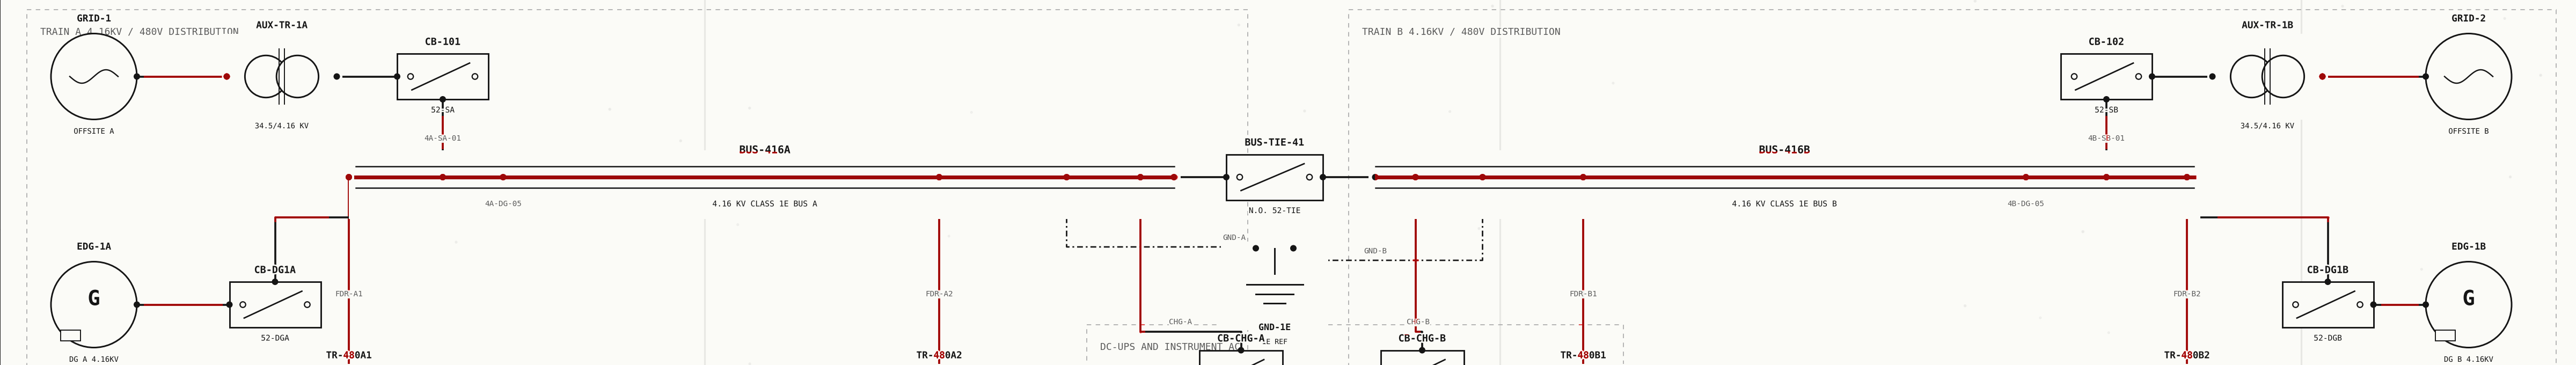 GRID-1
AUX-TR-1A
AUX-TR-1B
GRID-2
TRAIN A 4.16KV / 480V DISTRIBUTION
TRAIN B 4.16KV / 480V DISTRIBUTION
CB-101
CB-102
52-SA
52-SB
OFFSITE A
34.5/4.16 KV
34.5/4.16 KV
OFFSITE B
4A-SA-01
4B-SB-01
BUS-416A
BUS-TIE-41
BUS-416B
4A-DG-05
4.16 KV CLASS 1E BUS A
N.O. 52-TIE
4.16 KV CLASS 1E BUS B
4B-DG-05
GND-A
GND-B
EDG-1A
EDG-1B
CB-DG1A
CB-DG1B
G
G
FDR-A1
FDR-A2
FDR-B1
FDR-B2
CHG-A
CHG-B
GND-1E
52-DGA
CB-CHG-A
1E REF
CB-CHG-B
52-DGB
DC-UPS AND INSTRUMENT AC
DG A 4.16KV
TR-480A1
TR-480A2
TR-480B1
TR-480B2
DG B 4.16KV